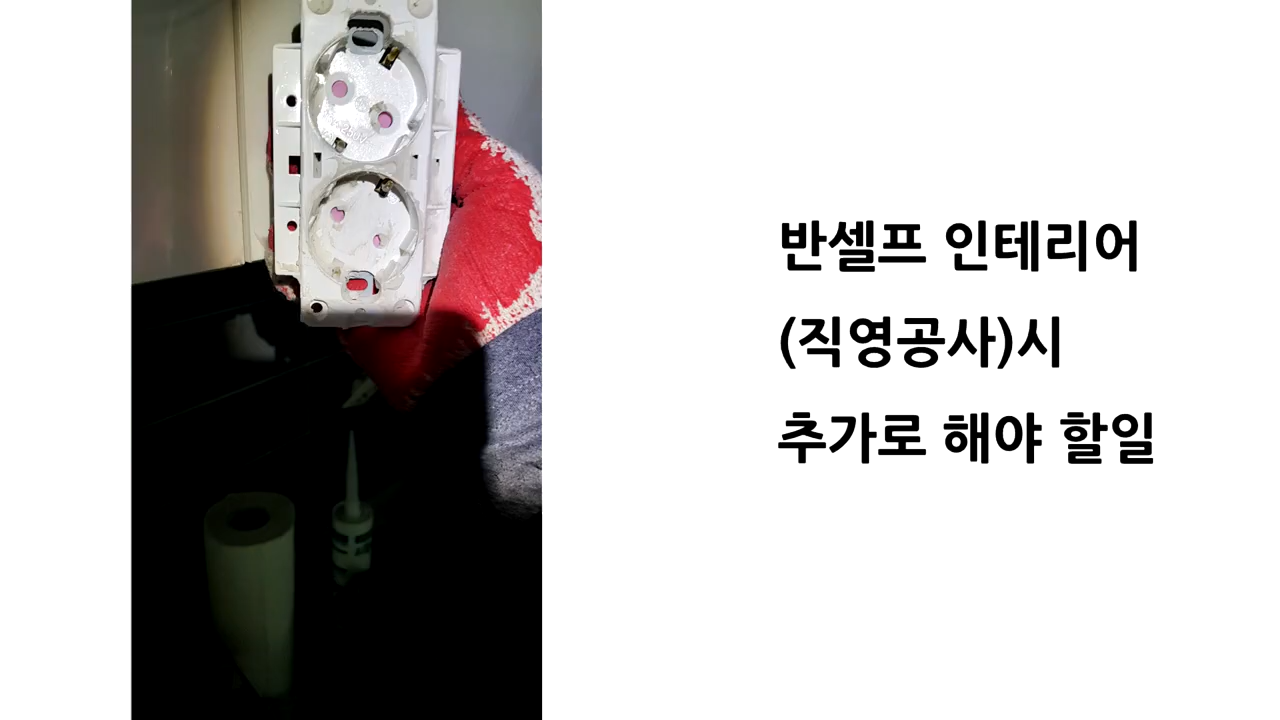 반셀프 인테리어
(직영공사)시
추가로 해야 할일